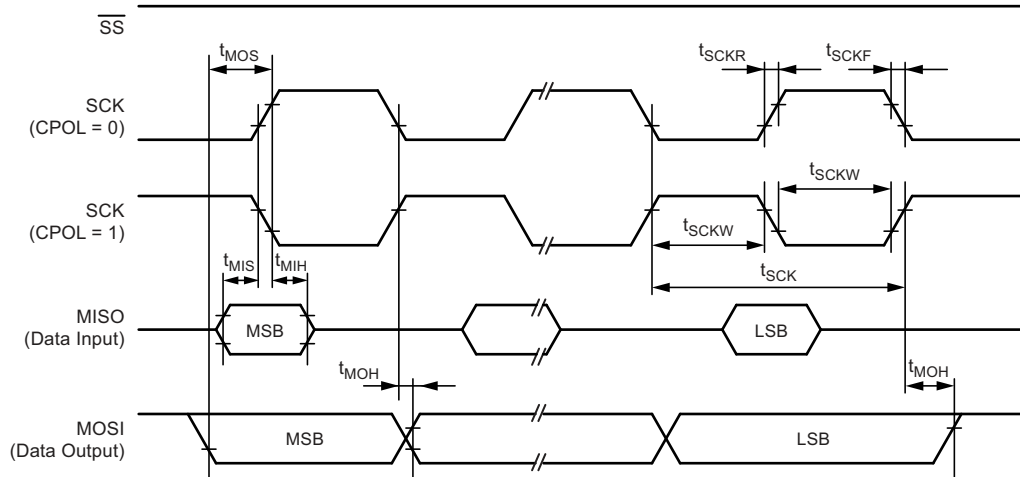 SS
tMOS
tSCKR
tSCKF
SCK
(CPOL = 0)
tSCKW
SCK
(CPOL = 1)
tSCKW
tMIS
tMIH
tSCK
MISO
(Data Input)
MSB
LSB
tMOH
tMOH
MOSI
(Data Output)
MSB
LSB